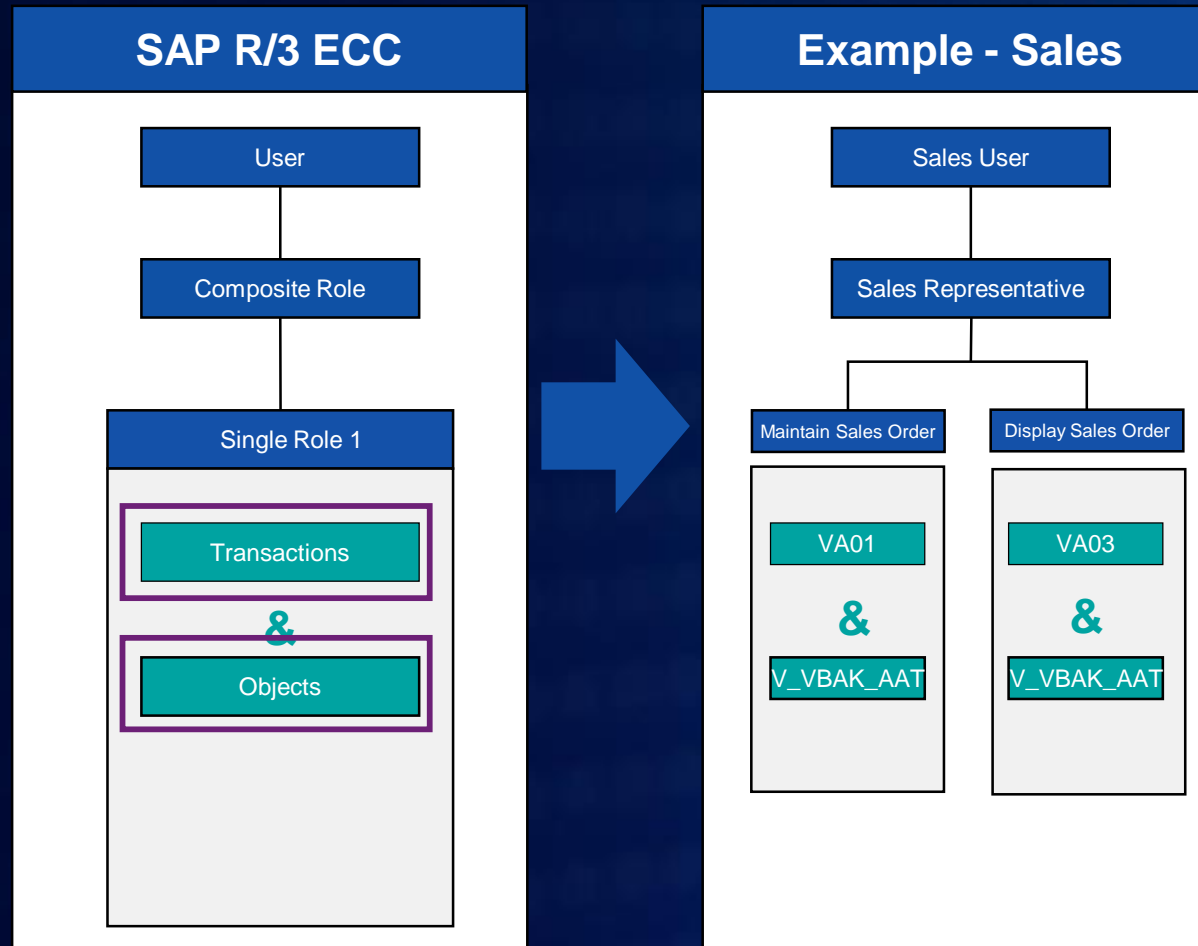 SAP R/3 ECC
User
Composite Role
Single Role 1
Transactions
&
Objects
Example - Sales
Sales User
Sales Representative
Maintain Sales Order
Display Sales Order
VA01
VA03
&
&
V_VBAK_AAT
V_VBAK_AAT